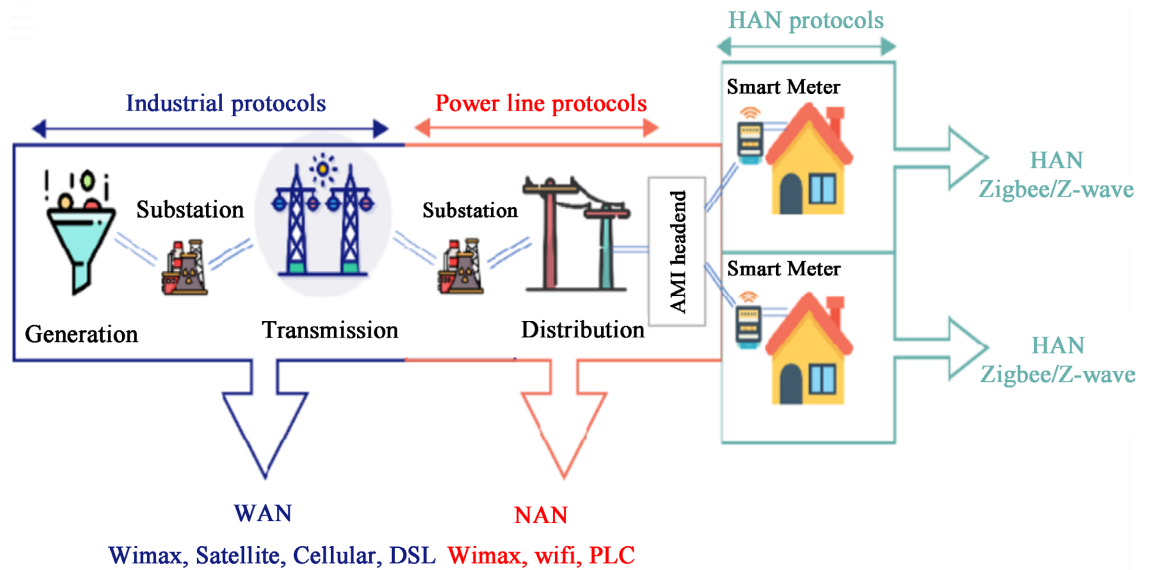 HAN protocols
Industrial protocols
Power line protocols
Smart Meter
HAN
Zigbee/Z-wave
Substation
Substation
AMI headend
Smart Meter
Generation
Transmission
Distribution
HAN
Zigbee/Z-wave
WAN
NAN
Wimax, Satellite, Cellular, DSL
Wimax, wifi, PLC